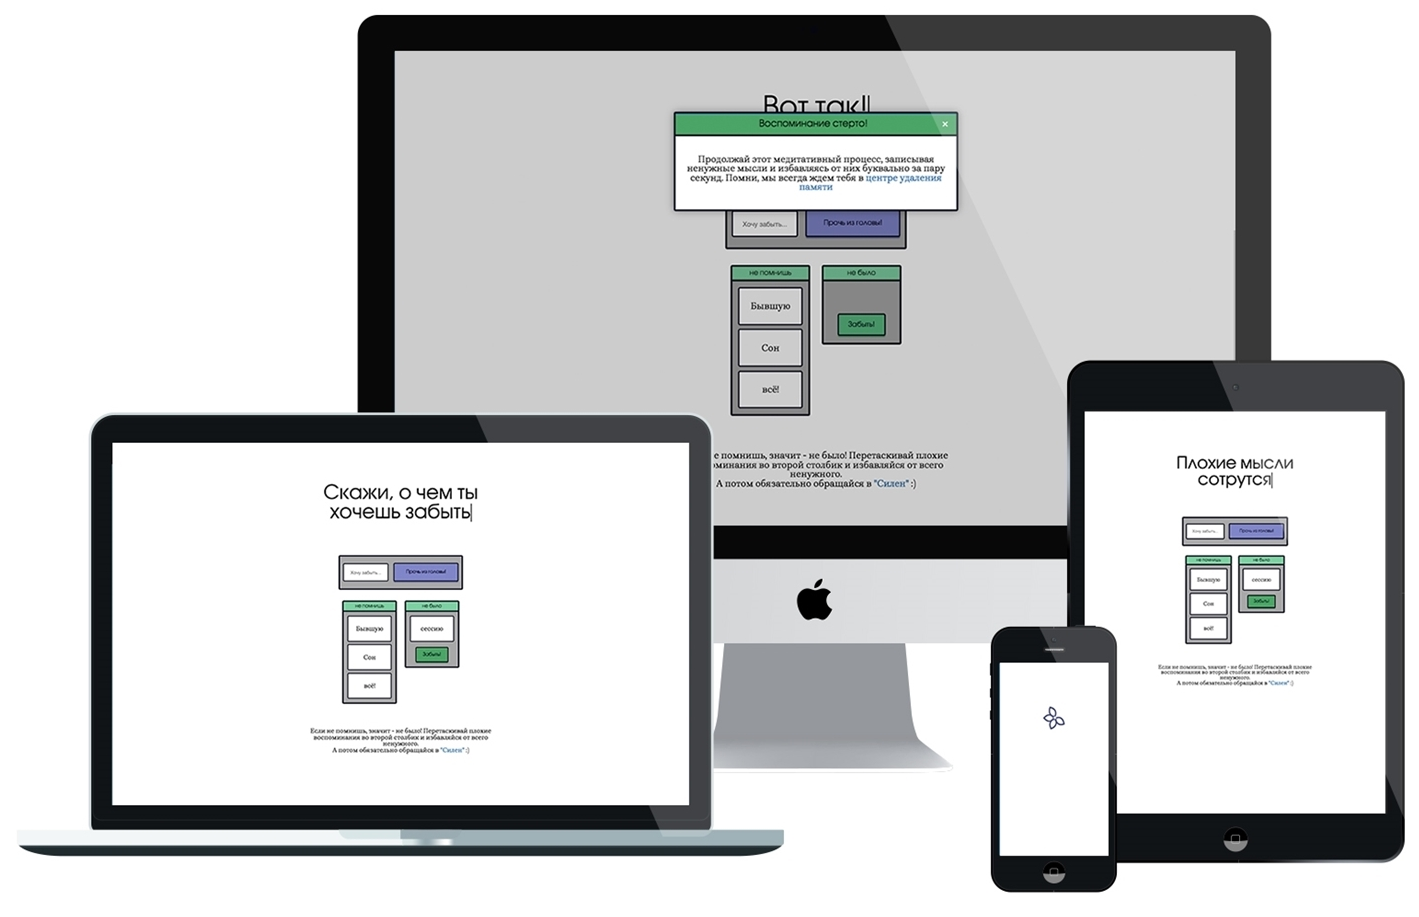 Вот так!
Воспоминание стерто!
×
Продолжай этот медитативный процесс, записывая
ненужные мысли и избавляясь от них буквально за пару
секунд. Помни, мы всегда ждем тебя в центре удаления
памяти
Хочу забыть...
Прочь из головы!
не помнишь
не было
Бывшую
Забыть!
Сон
всё!
е помнишь, значит - не было! Перетаскивай плохие
оминания во второй столбик и избавляйся от всего
ненужного.
А потом обязательно обращайся в "Силен" :)
Скажи, о чем ты
хочешь забыть
Хочу забыть...
Прочь из головы!
не помнишь
не было
Бывшую
сессию
Сон
Забыть!
всё!
Если не помнишь, значит - не было! Перетаскивай плохие
воспоминания во второй столбик и избавляйся от всего
ненужного.
А потом обязательно обращайся в "Силен" :)
Плохие мысли
сотрутся
Хочу забыть...
Прочь из головы!
не помнишь
не было
Бывшую
сессию
Сон
Забыть!
всё!
Если не помнишь, значит - не было! Перетаскивай плохие
воспоминания во второй столбик и избавляйся от всего
ненужного.
А потом обязательно обращайся в "Силен" :)